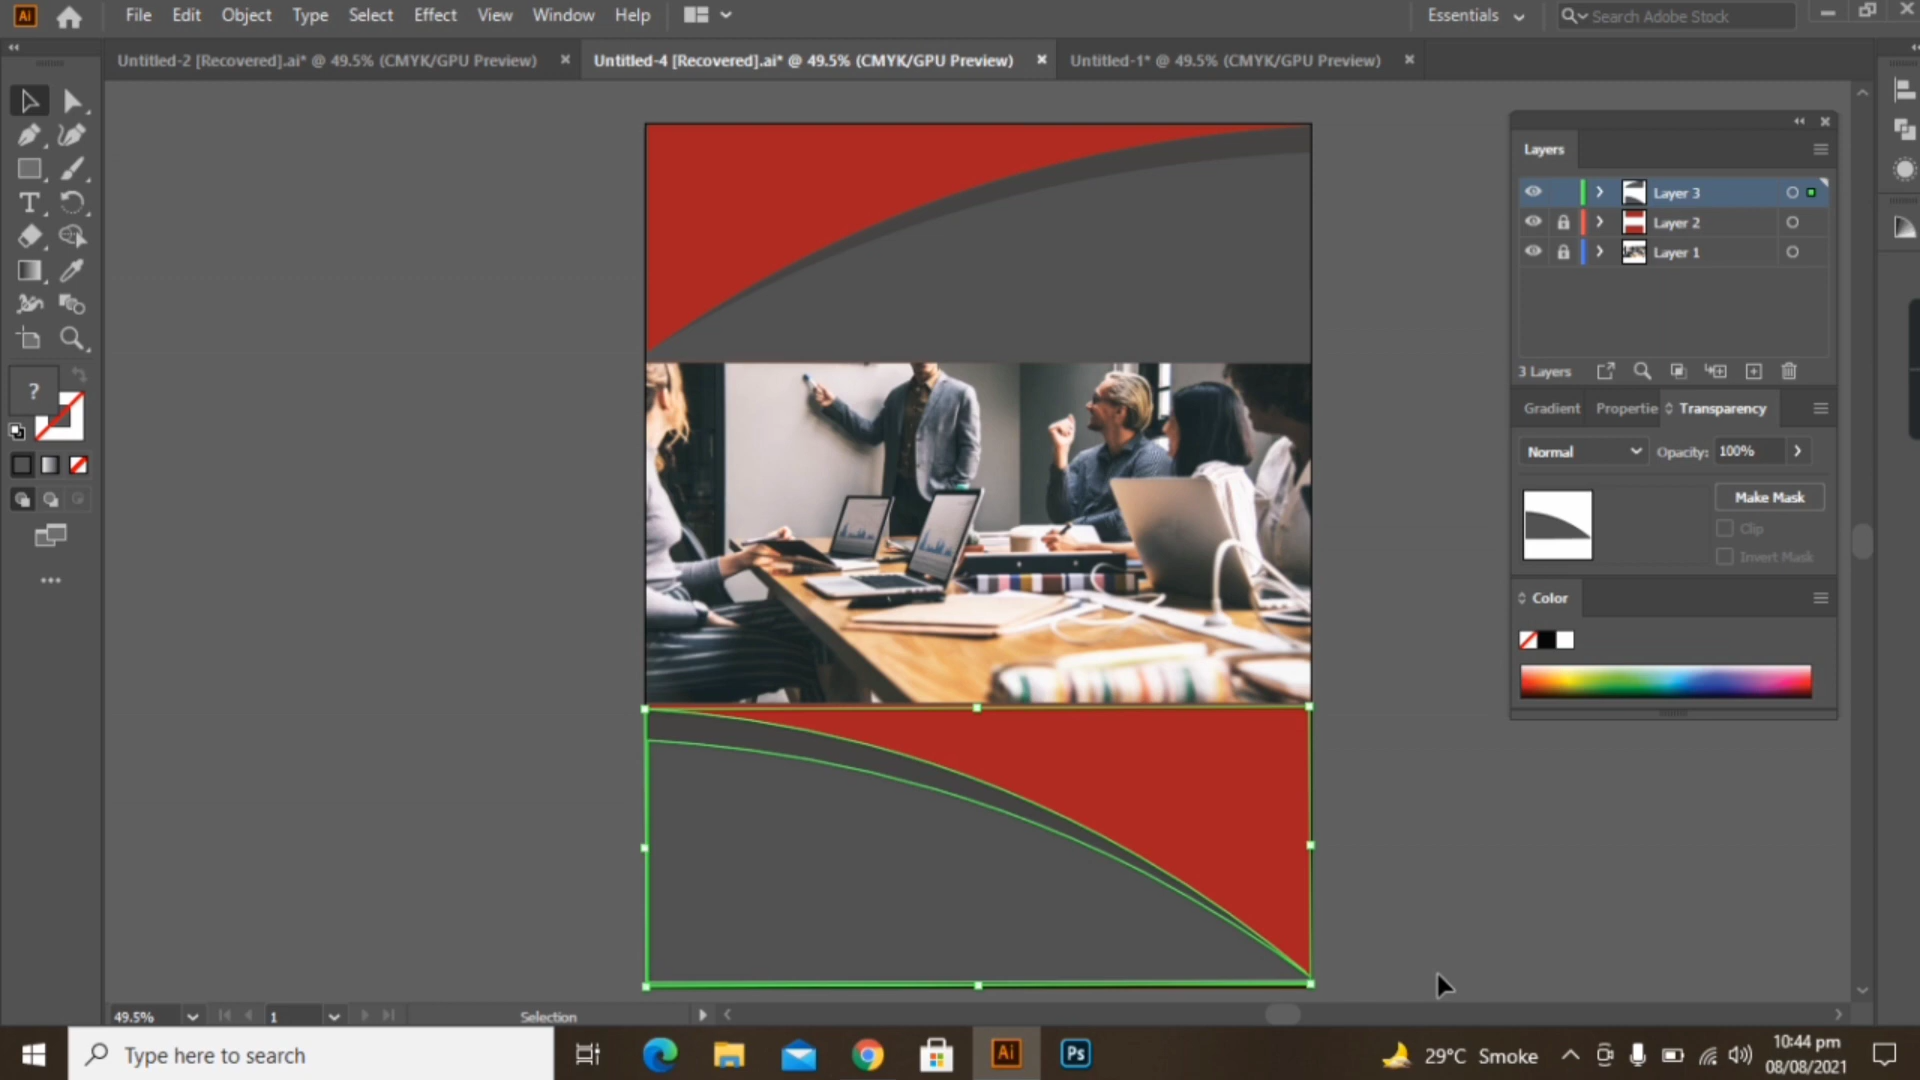 Ai File Edit Object Type Select Effect View Window Help Essentials Search Adobe Stock
Untitled-2 [Recovered].ai* @ 49.5% (CMYK/GPU Preview) Untitled-4 [Recovered].ai* @ 49.5% (CMYK/GPU Preview) Untitled-1* @ 49.5% (CMYK/GPU Preview)
Layers
Layer 3
Layer 2
Layer 1
3 Layers
Gradient Propertie Transparency
Normal Opacity: 100%
Make Mask
Clip
Invert Mask
Color
T
?
49.5% 1 Selection
Type here to search Ai Ps 29°C Smoke 10:44 pm
08/08/2021